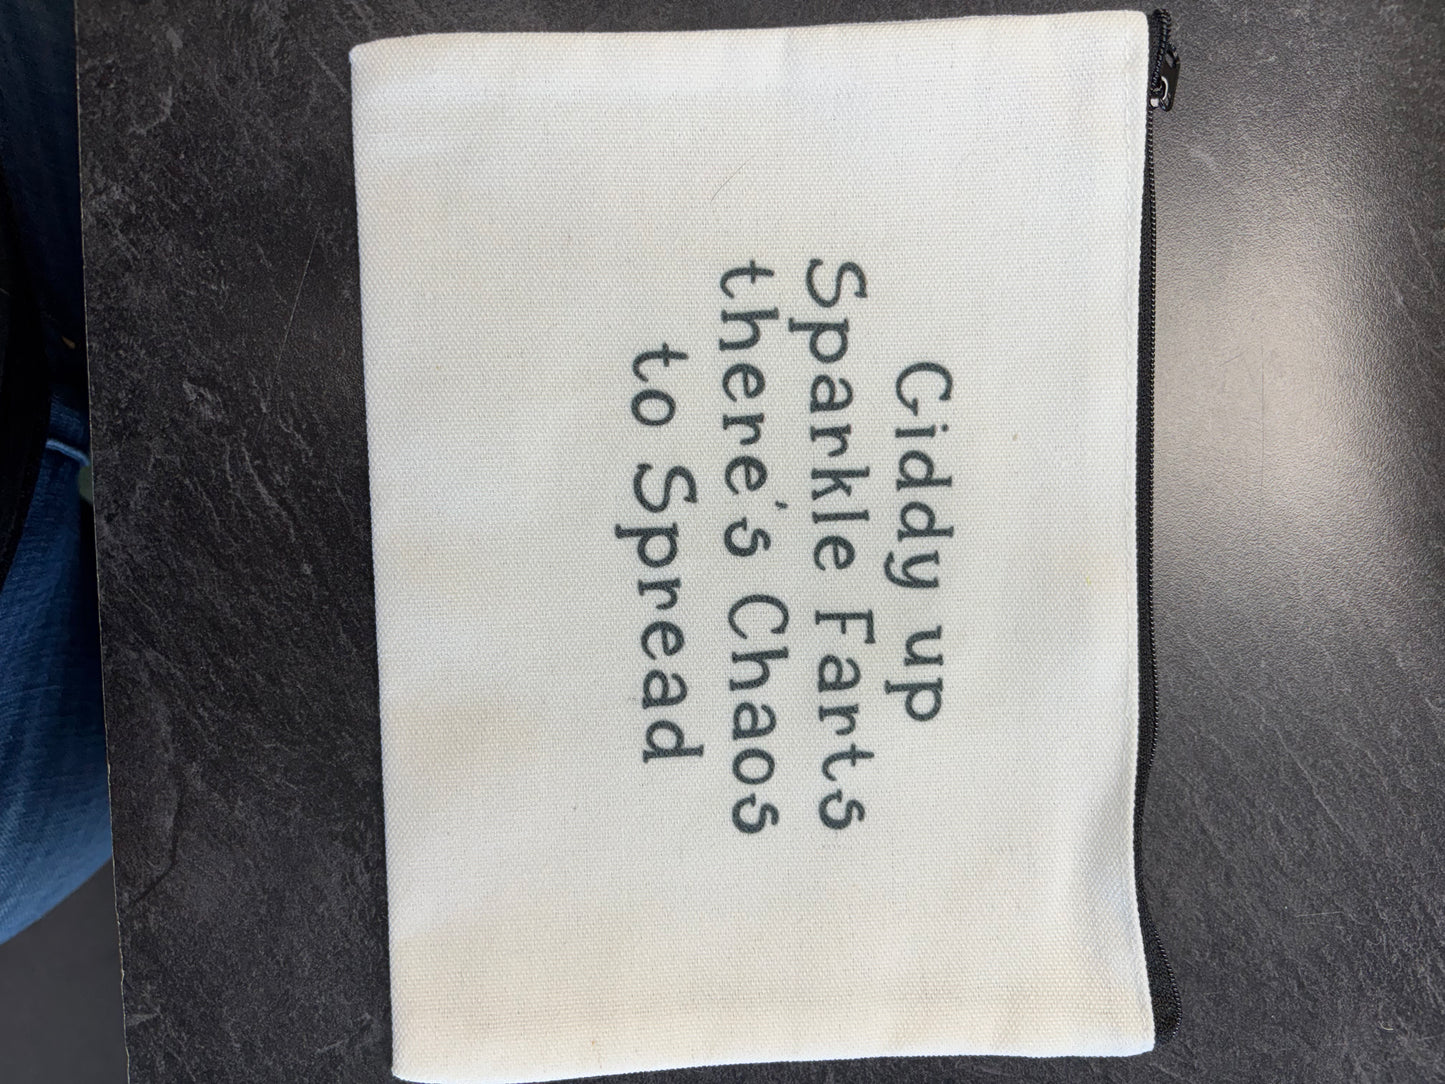 Giddy up
Sparkle Farts
there's Chaos
to Spread